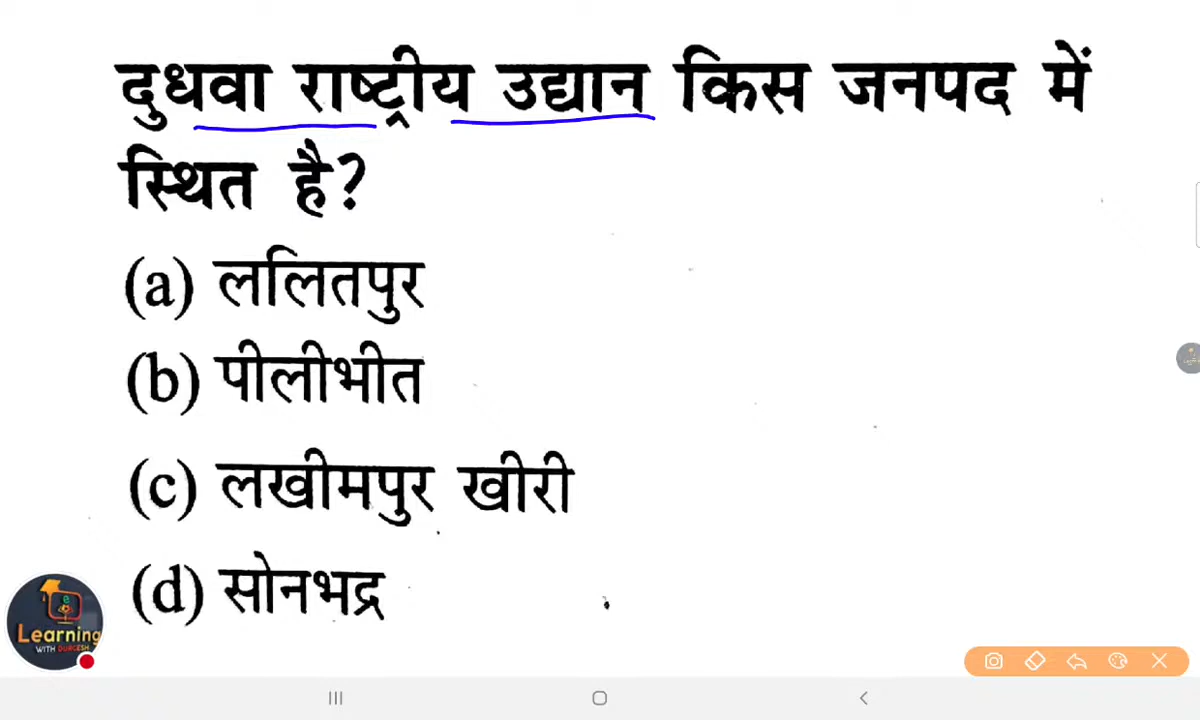 दुधवा राष्ट्रीय उद्यान किस जनपद में
स्थित है?
(a) ललितपुर
(b) पीलीभीत
(c) लखीमपुर खीरी
(d) सोनभद्र
Learning
WITH DURGESH